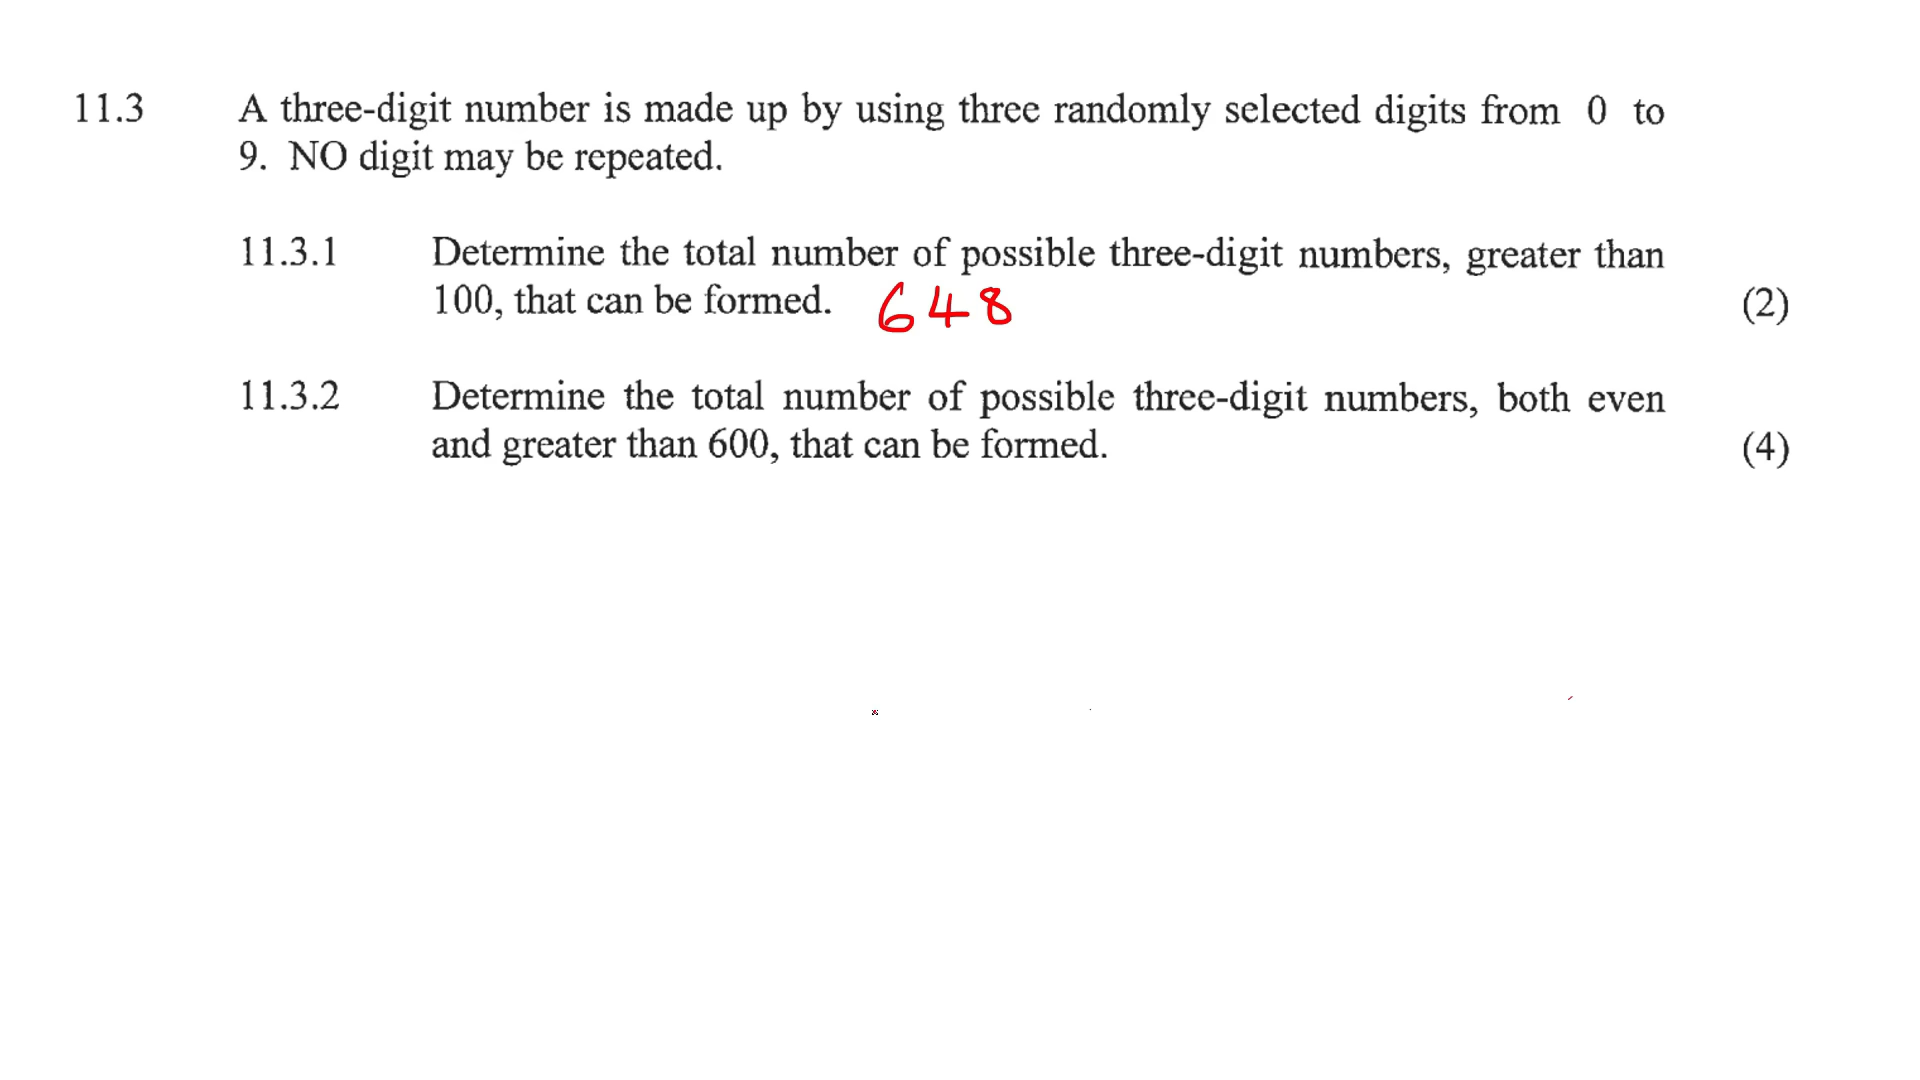 11.3 A three-digit number is made up by using three randomly selected digits from 0 to
9. NO digit may be repeated.
11.3.1 Determine the total number of possible three-digit numbers, greater than
100, that can be formed. 648 (2)
11.3.2 Determine the total number of possible three-digit numbers, both even
and greater than 600, that can be formed. (4)